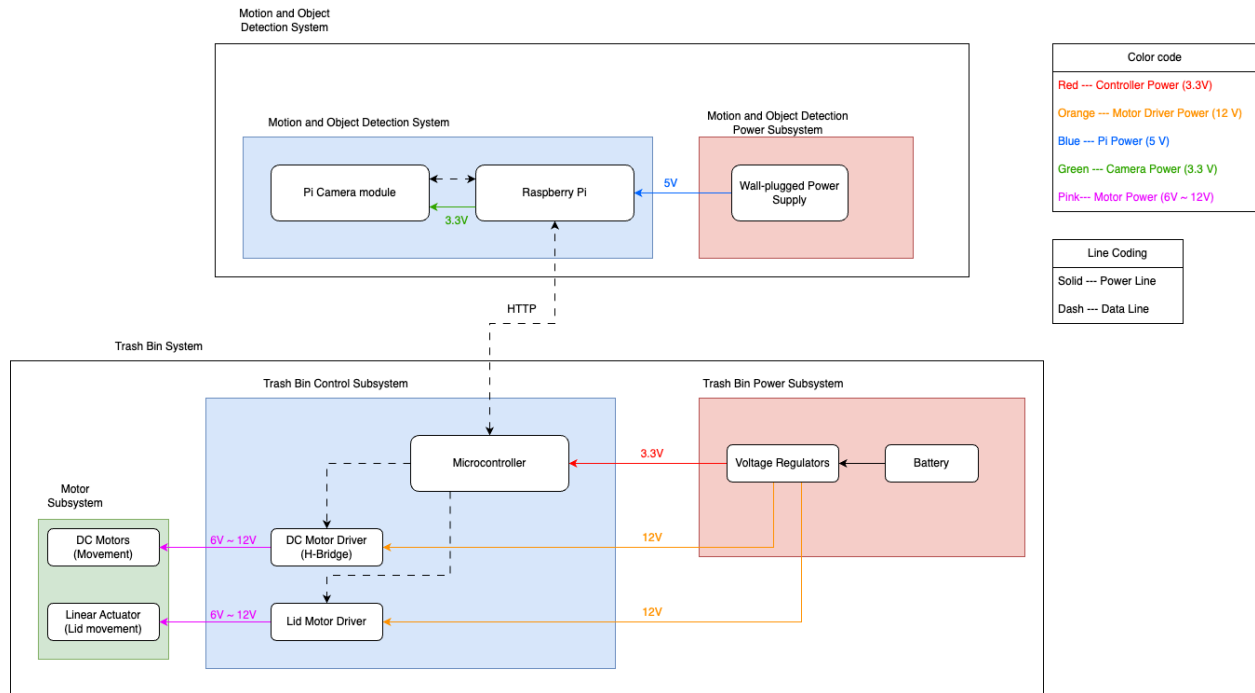 Motion and Object
Detection System
Motion and Object Detection System
Motion and Object Detection
Power Subsystem
Pi Camera module
Raspberry Pi
5V
Wall-plugged Power
Supply
3.3V
HTTP
Color code
Red --- Controller Power (3.3V)
Orange --- Motor Driver Power (12 V)
Blue --- Pi Power (5 V)
Green --- Camera Power (3.3 V)
Pink--- Motor Power (6V ~ 12V)
Line Coding
Solid --- Power Line
Dash --- Data Line
Trash Bin System
Trash Bin Control Subsystem
Trash Bin Power Subsystem
Microcontroller
3.3V
Voltage Regulators
Battery
Motor
Subsystem
DC Motors
(Movement)
6V ~ 12V
DC Motor Driver
(H-Bridge)
12V
Linear Actuator
(Lid movement)
6V ~ 12V
Lid Motor Driver
12V